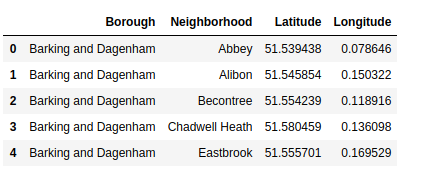 Borough Neighborhood Latitude Longitude
0 Barking and Dagenham Abbey 51.539438 0.078646
1 Barking and Dagenham Alibon 51.545854 0.150322
2 Barking and Dagenham Becontree 51.554239 0.118916
3 Barking and Dagenham Chadwell Heath 51.580459 0.136098
4 Barking and Dagenham Eastbrook 51.555701 0.169529